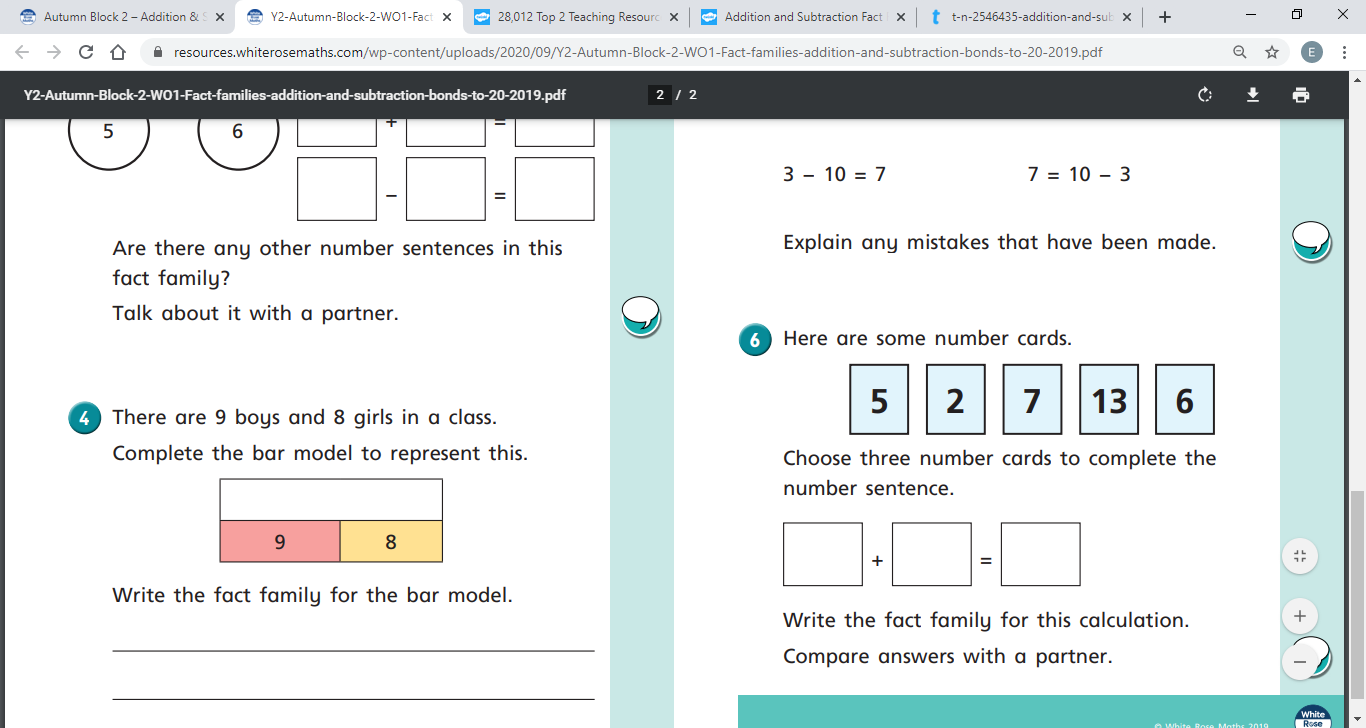 Autumn Block 2 – Addition & S
Y2-Autumn-Block-2-WO1-Fact
28,012 Top 2 Teaching Resourc
Addition and Subtraction Fact
t-n-2546435-addition-and-sub
resources.whiterosemaths.com/wp-content/uploads/2020/09/Y2-Autumn-Block-2-WO1-Fact-families-addition-and-subtraction-bonds-to-20-2019.pdf
E
Y2-Autumn-Block-2-WO1-Fact-families-addition-and-subtraction-bonds-to-20-2019.pdf
2 / 2
5 6 + =
− =
Are there any other number sentences in this
fact family?
Talk about it with a partner.
4 There are 9 boys and 8 girls in a class.
Complete the bar model to represent this.
9 8
Write the fact family for the bar model.
3 − 10 = 7 7 = 10 − 3
Explain any mistakes that have been made.
6 Here are some number cards.
5 2 7 13 6
Choose three number cards to complete the
number sentence.
+ =
Write the fact family for this calculation.
Compare answers with a partner.
© White Rose Maths 2019
White
Rose